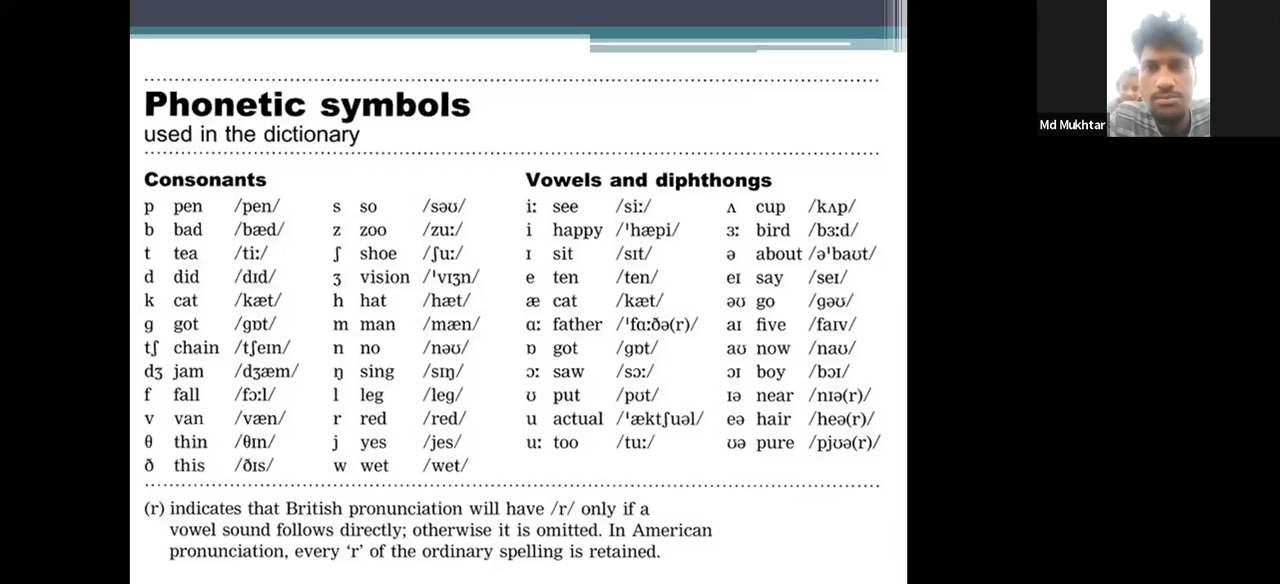 Phonetic symbols
used in the dictionary
Consonants
p pen /pen/ s so /səʊ/
b bad /bæd/ z zoo /zuː/
t tea /tiː/ ʃ shoe /ʃuː/
d did /dɪd/ ʒ vision /ˈvɪʒn/
k cat /kæt/ h hat /hæt/
g got /gɒt/ m man /mæn/
tʃ chain /tʃeɪn/ n no /nəʊ/
dʒ jam /dʒæm/ ŋ sing /sɪŋ/
f fall /fɔːl/ l leg /leg/
v van /væn/ r red /red/
θ thin /θɪn/ j yes /jes/
ð this /ðɪs/ w wet /wet/
Vowels and diphthongs
iː see /siː/ ʌ cup /kʌp/
i happy /ˈhæpi/ ɜː bird /bɜːd/
ɪ sit /sɪt/ ə about /əˈbaʊt/
e ten /ten/ eɪ say /seɪ/
æ cat /kæt/ əʊ go /gəʊ/
ɑː father /ˈfɑːðə(r)/ aɪ five /faɪv/
ɒ got /gɒt/ aʊ now /naʊ/
ɔː saw /sɔː/ ɔɪ boy /bɔɪ/
ʊ put /pʊt/ ɪə near /nɪə(r)/
u actual /ˈæktʃuəl/ eə hair /heə(r)/
uː too /tuː/ ʊə pure /pjʊə(r)/
(r) indicates that British pronunciation will have /r/ only if a
vowel sound follows directly; otherwise it is omitted. In American
pronunciation, every ‘r’ of the ordinary spelling is retained.
Md Mukhtar